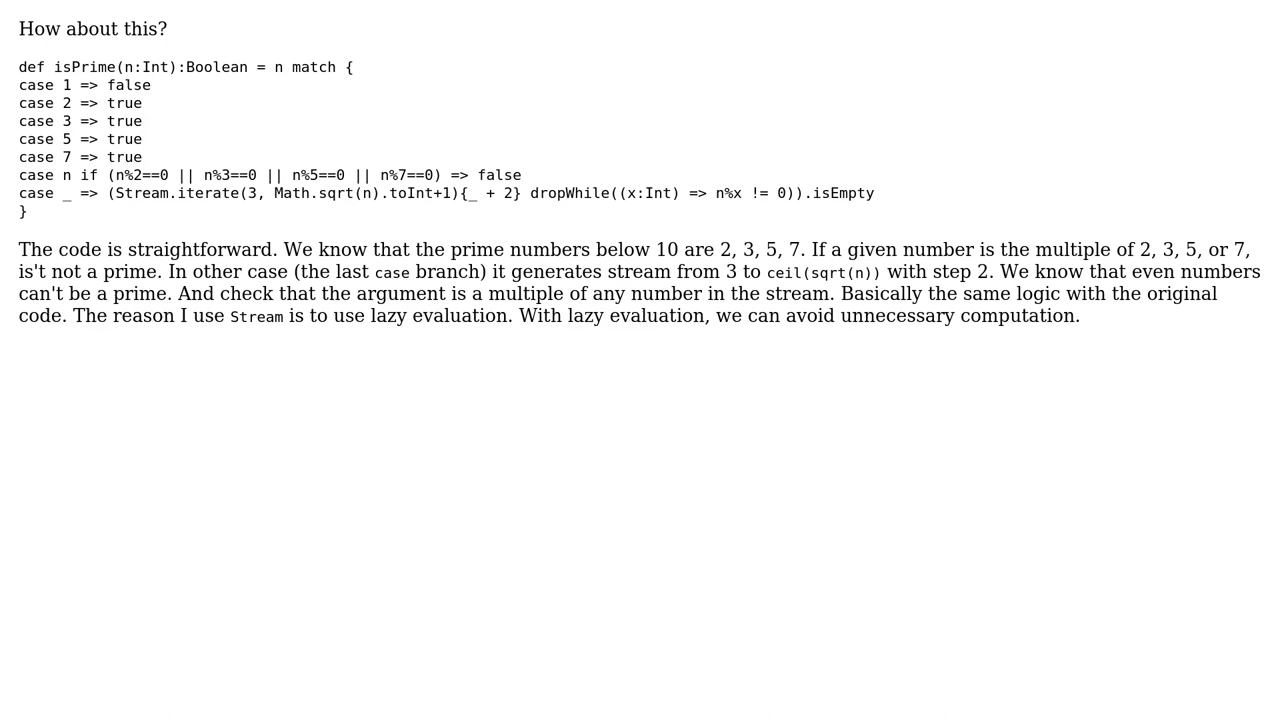 How about this?
def isPrime(n:Int):Boolean = n match {
case 1 => false
case 2 => true
case 3 => true
case 5 => true
case 7 => true
case n if (n%2==0 || n%3==0 || n%5==0 || n%7==0) => false
case _ => (Stream.iterate(3, Math.sqrt(n).toInt+1){_ + 2} dropWhile((x:Int) => n%x != 0)).isEmpty
}
The code is straightforward. We know that the prime numbers below 10 are 2, 3, 5, 7. If a given number is the multiple of 2, 3, 5, or 7,
is't not a prime. In other case (the last case branch) it generates stream from 3 to ceil(sqrt(n)) with step 2. We know that even numbers
can't be a prime. And check that the argument is a multiple of any number in the stream. Basically the same logic with the original
code. The reason I use Stream is to use lazy evaluation. With lazy evaluation, we can avoid unnecessary computation.